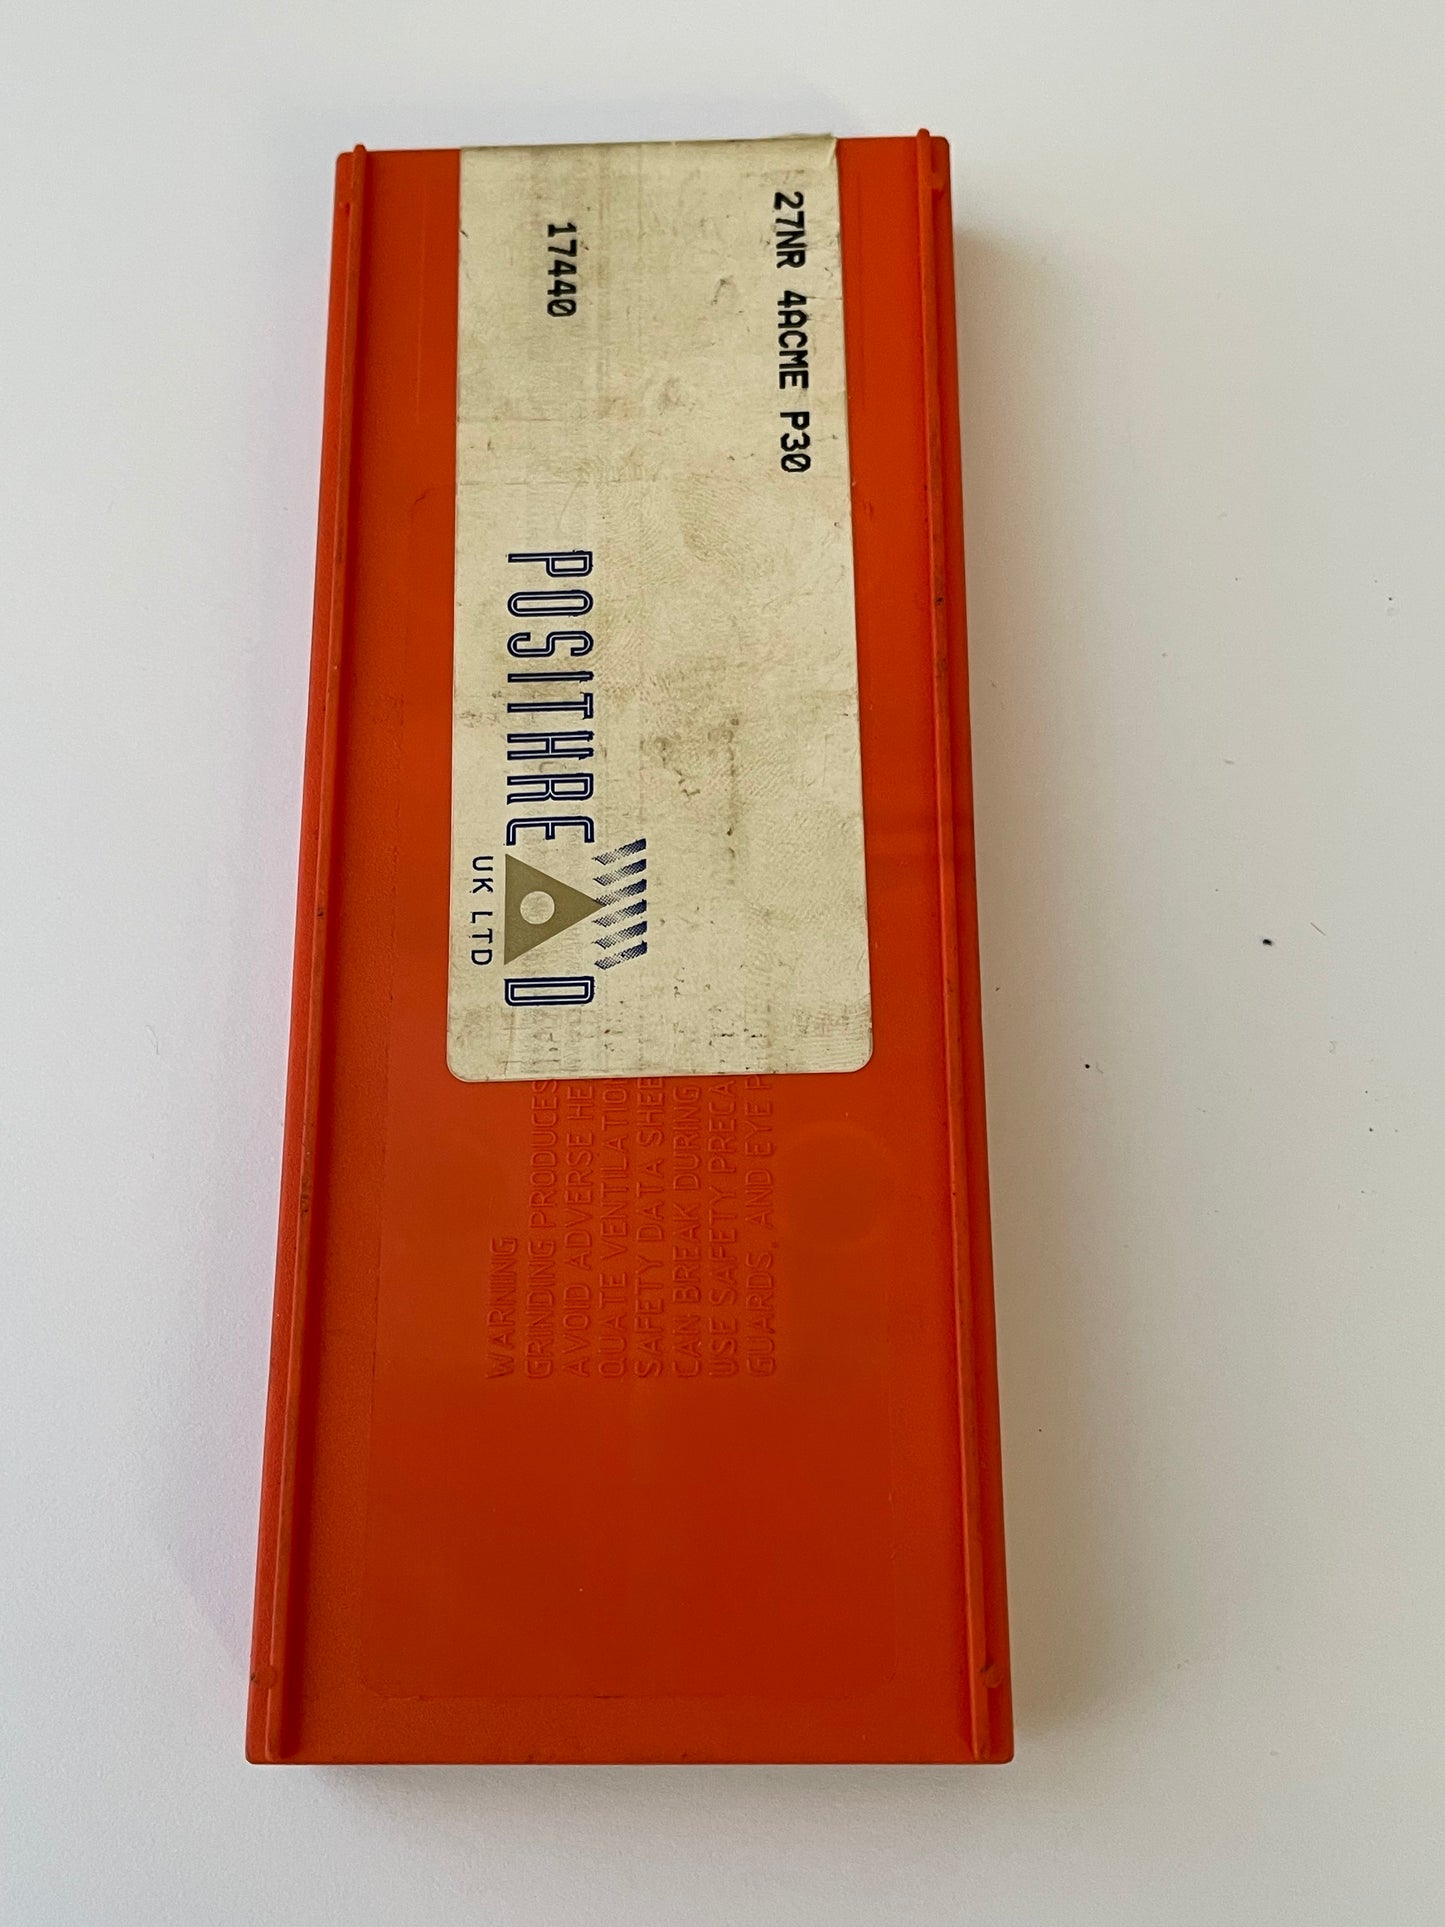 27NR 4ACME P30
17440
POSITHREAD
UK LTD
WARNING
GRINDING PRODUCES
AVOID ADVERSE HE
QUATE VENTILATION
SAFETY DATA SHEE
CAN BREAK DURING
USE SAFETY PRECA
GUARDS, AND EYE P